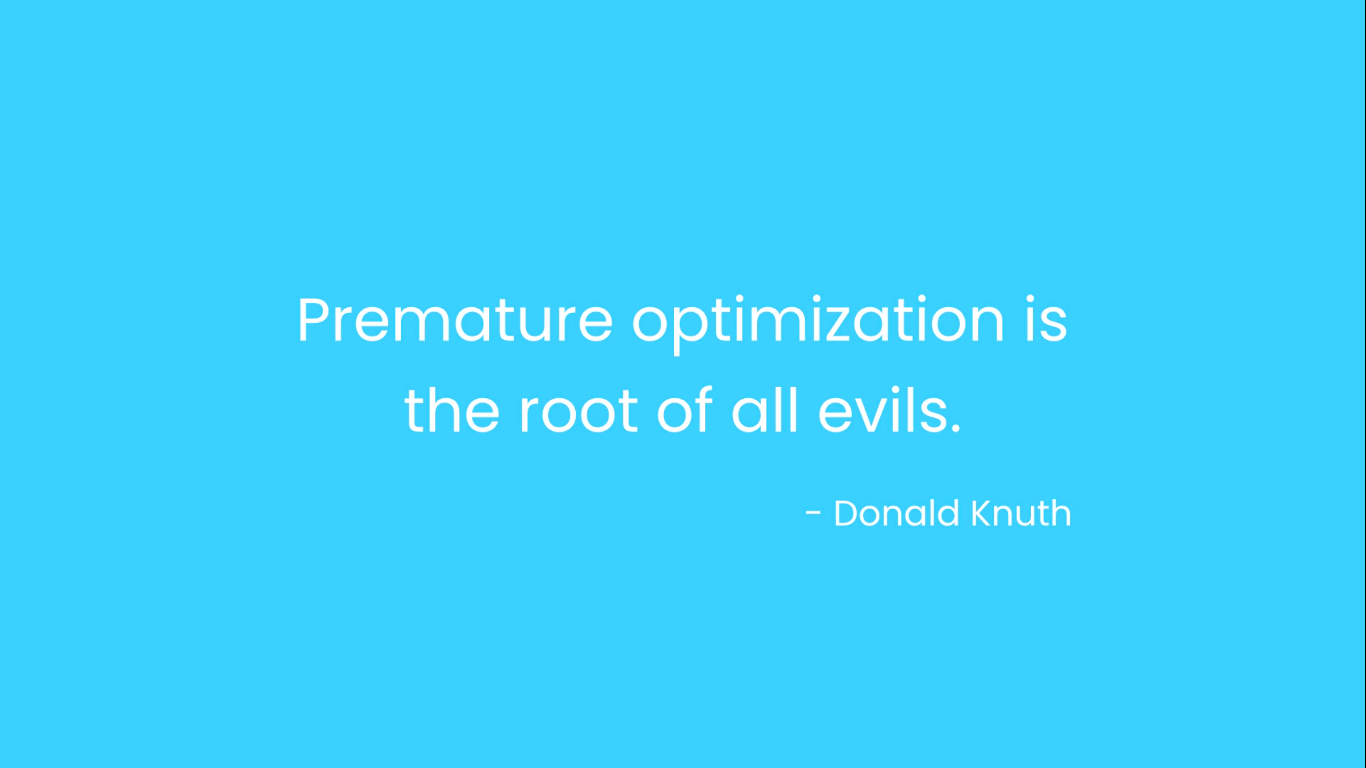 Premature optimization is
the root of all evils.
- Donald Knuth